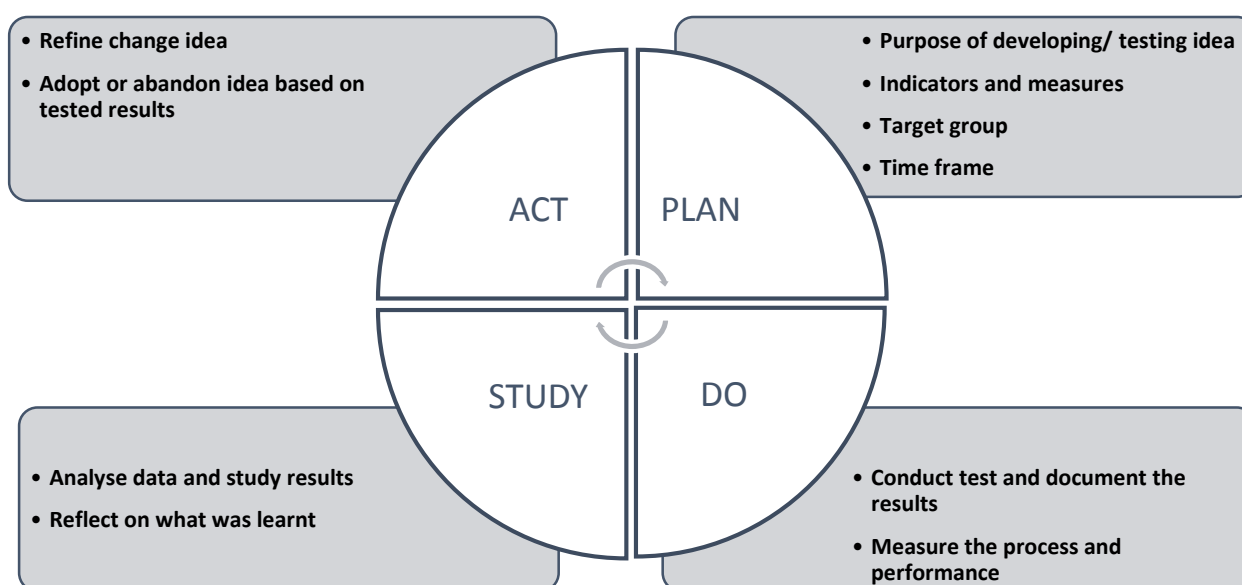 • Refine change idea
• Adopt or abandon idea based on
tested results
• Purpose of developing/ testing idea
• Indicators and measures
• Target group
• Time frame
ACT
PLAN
STUDY
DO
• Analyse data and study results
• Reflect on what was learnt
• Conduct test and document the
results
• Measure the process and
performance